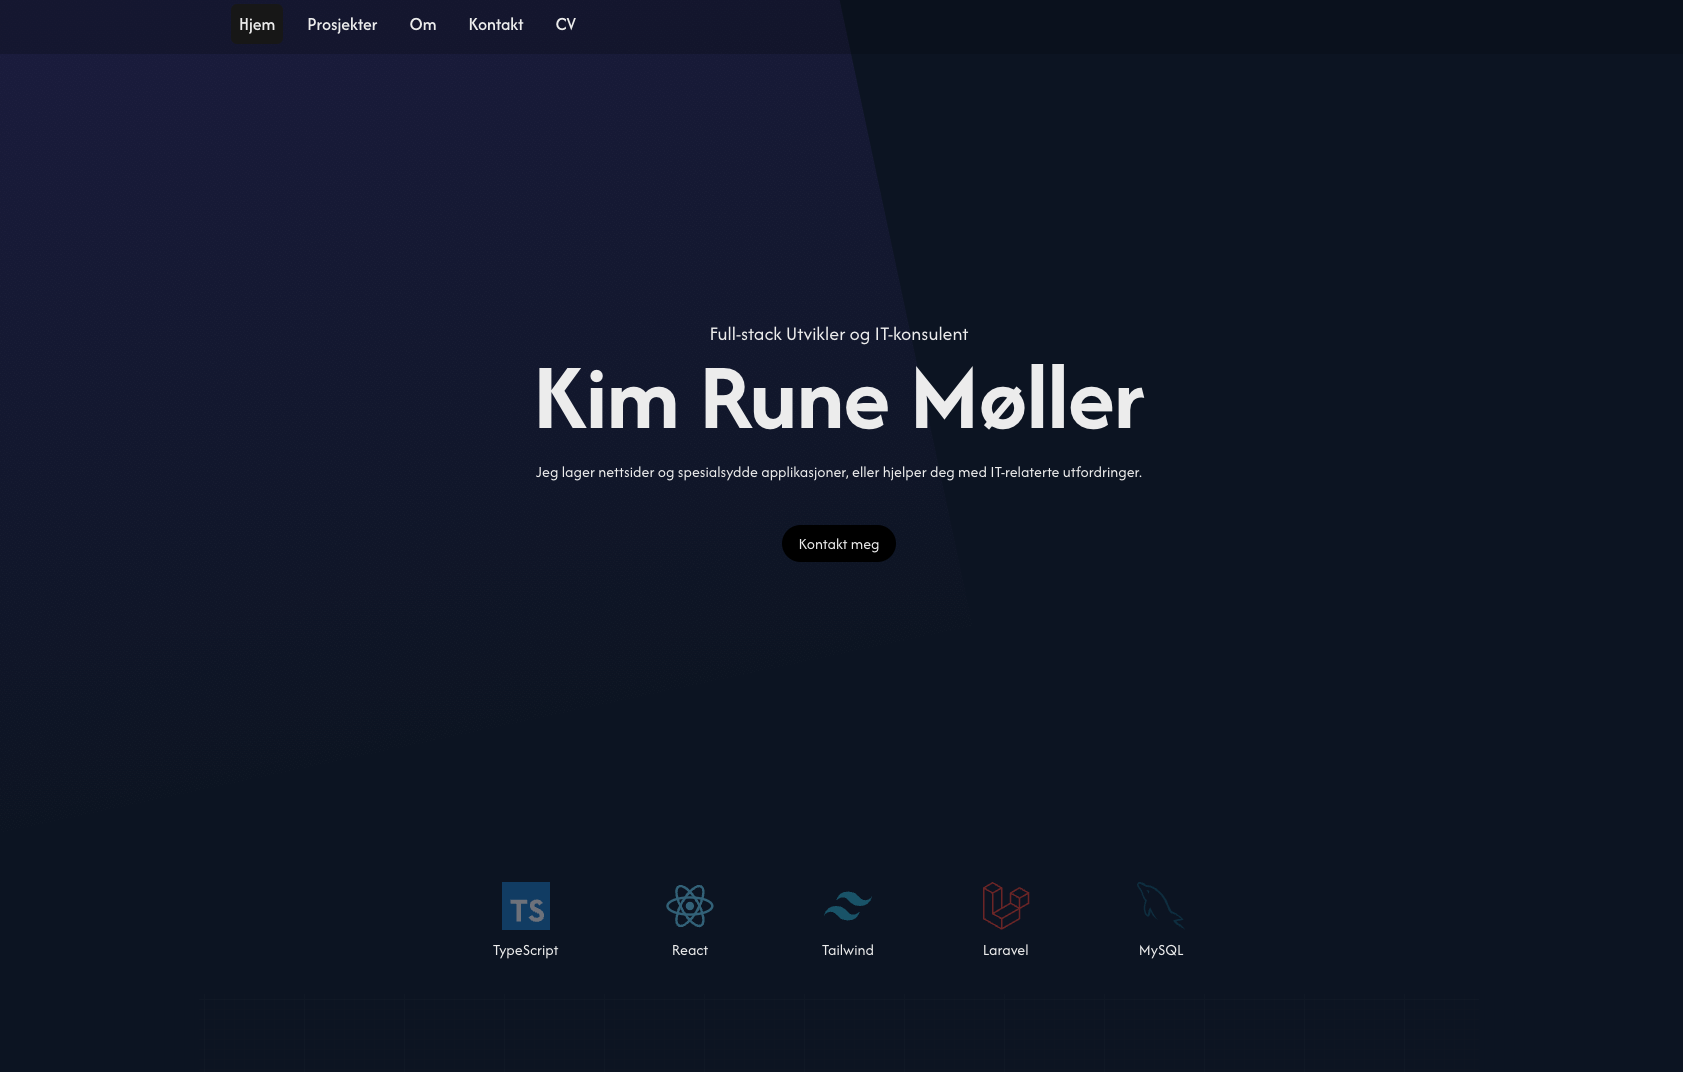 Hjem Prosjekter Om Kontakt CV
Full-stack Utvikler og IT-konsulent
Kim Rune Møller
Jeg lager nettsider og spesialsydde applikasjoner, eller hjelper deg med IT-relaterte utfordringer.
Kontakt meg
TS
TypeScript React Tailwind Laravel MySQL